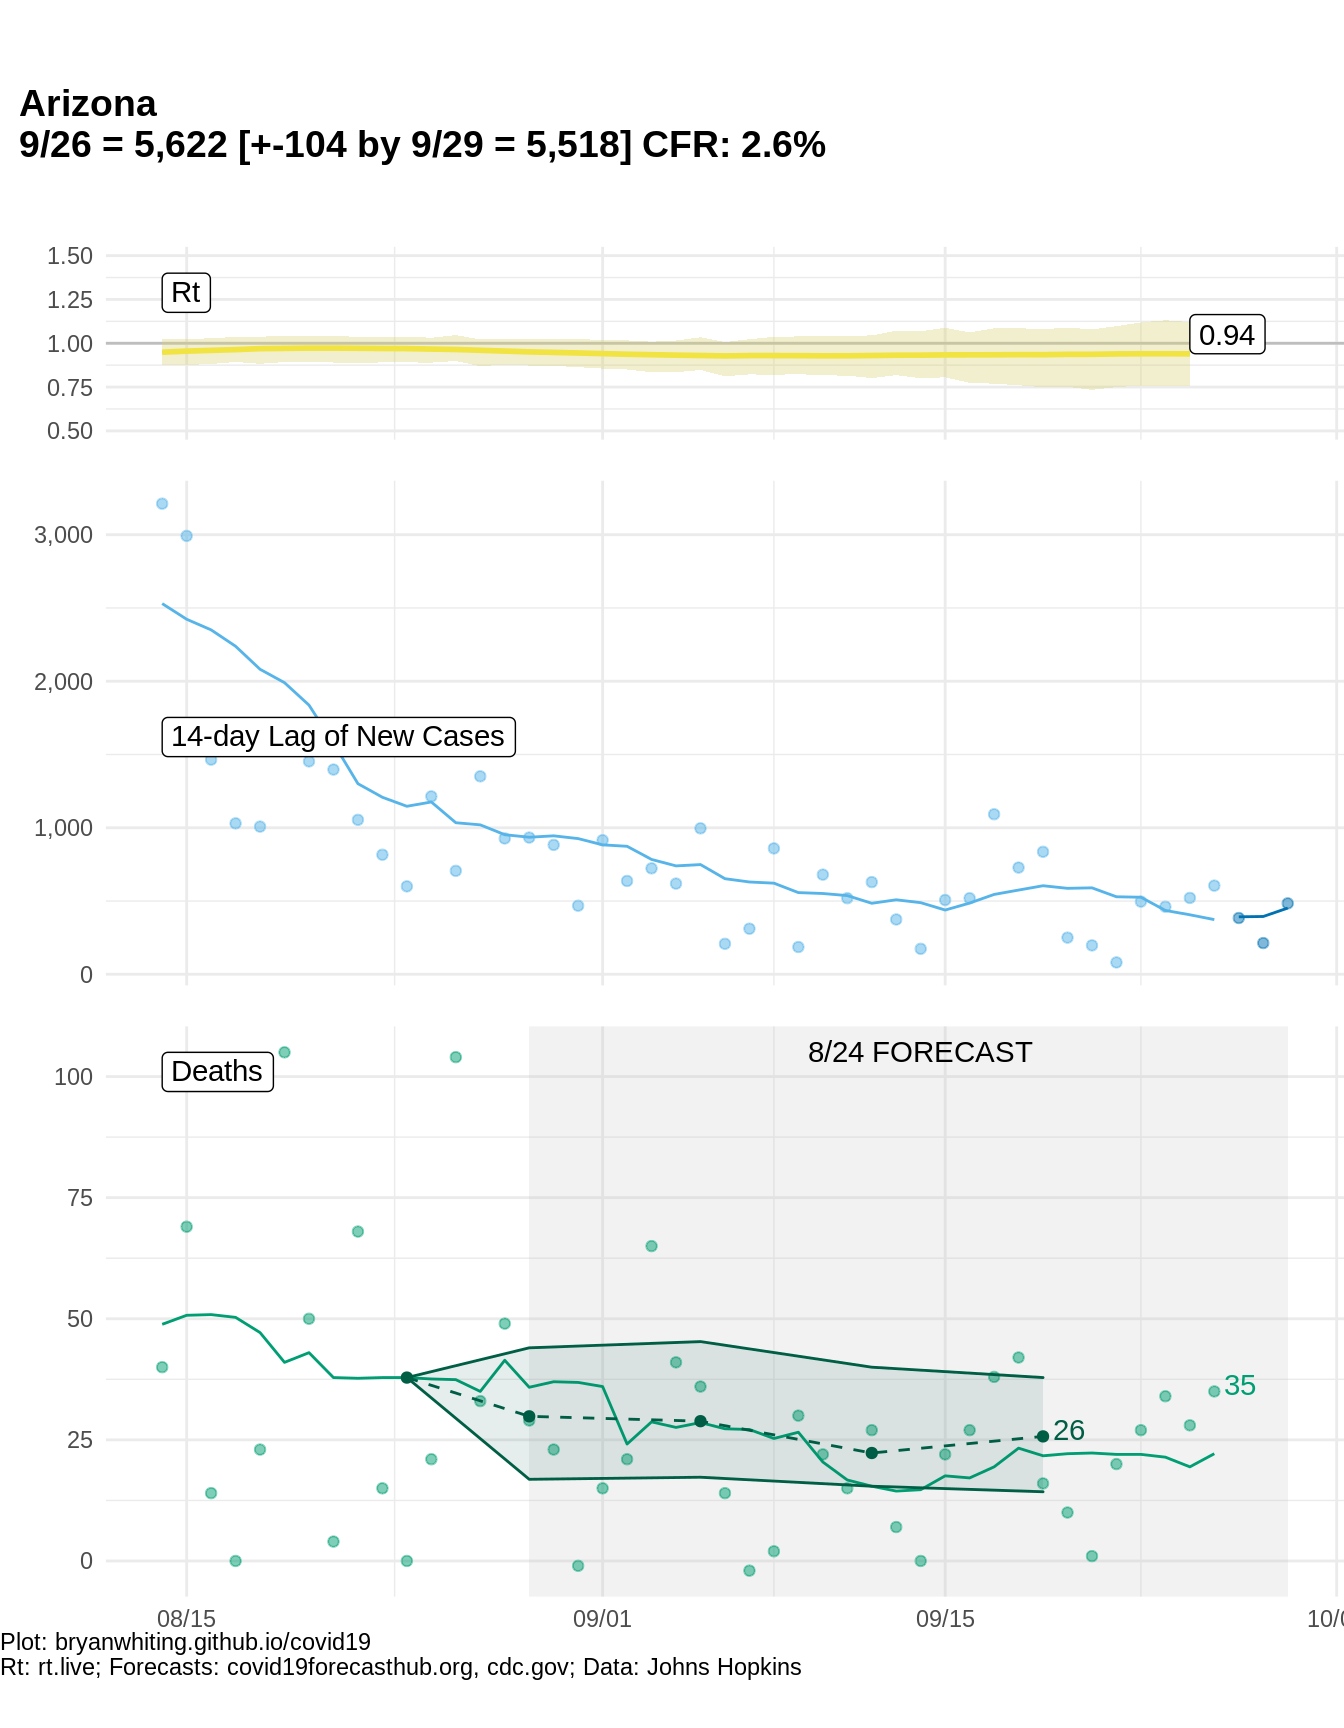 Arizona
9/26 = 5,622 [+-104 by 9/29 = 5,518] CFR: 2.6%
1.50
Rt
1.25
0.94
1.00
0.75
0.50
3,000
2,000
14-day Lag of New Cases
1,000
0
8/24 FORECAST
Deaths
100
75
50
35
26
25
0
08/15
09/01
09/15
Plot: bryanwhiting.github.io/covid19
Rt: rt.live; Forecasts: covid19forecasthub.org, cdc.gov; Data: Johns Hopkins